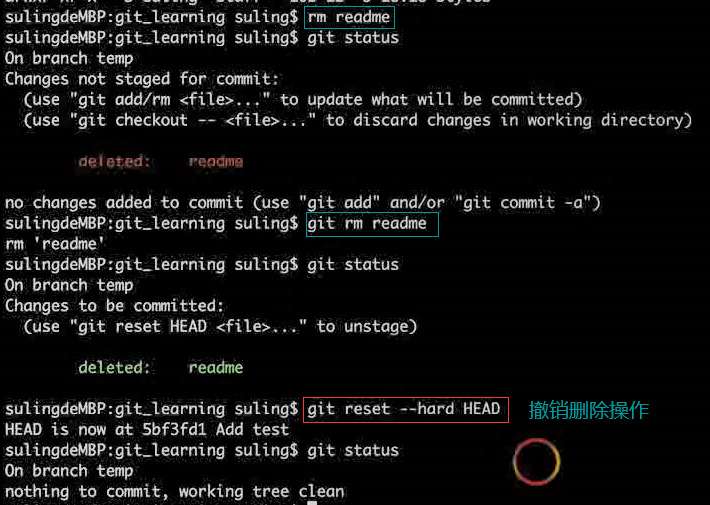 sulingdeMBP:git_learning suling$ rm readme
sulingdeMBP:git_learning suling$ git status
On branch temp
Changes not staged for commit:
  (use "git add/rm <file>..." to update what will be committed)
  (use "git checkout -- <file>..." to discard changes in working directory)
deleted:    readme
no changes added to commit (use "git add" and/or "git commit -a")
sulingdeMBP:git_learning suling$ git rm readme
rm 'readme'
sulingdeMBP:git_learning suling$ git status
On branch temp
Changes to be committed:
  (use "git reset HEAD <file>..." to unstage)
deleted:    readme
sulingdeMBP:git_learning suling$ git reset --hard HEAD 撤销删除操作
HEAD is now at 5bf3fd1 Add test
sulingdeMBP:git_learning suling$ git status
On branch temp
nothing to commit, working tree clean